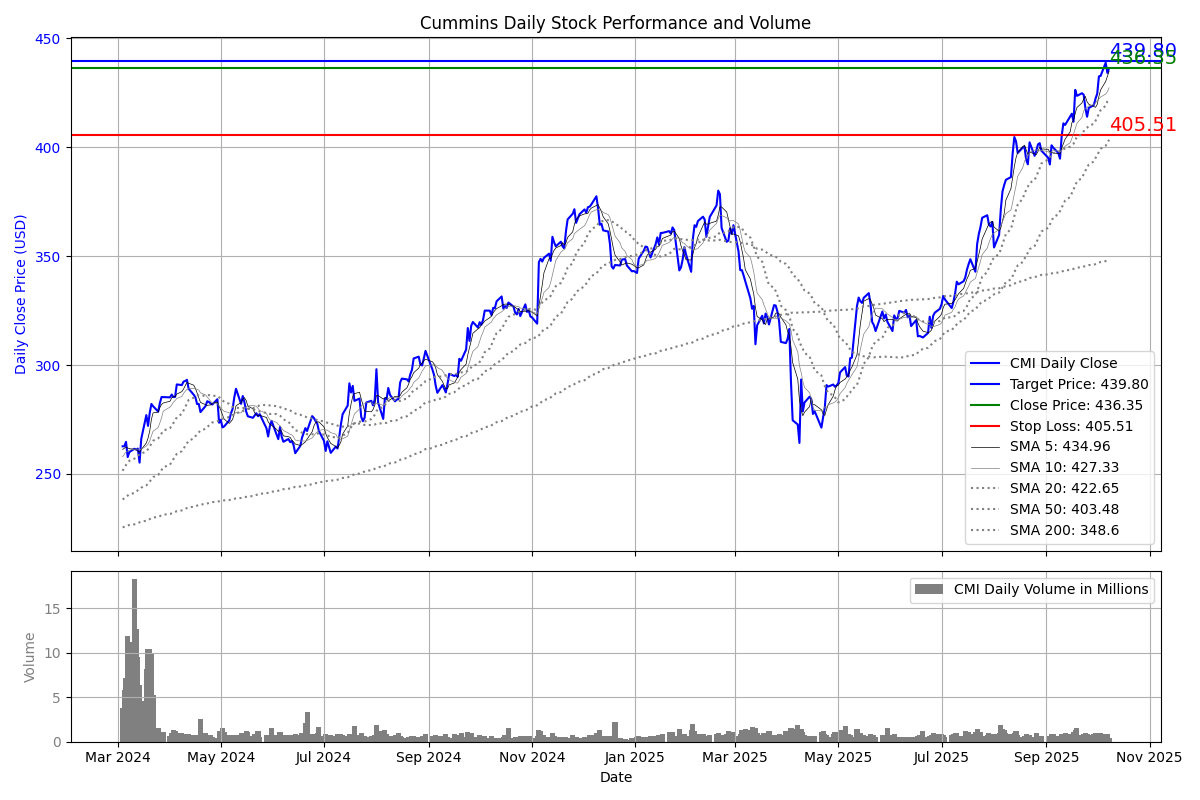 Cummins Daily Stock Performance and Volume
450
400
350
300
250
Daily Close Price (USD)
439.80
436.35
405.51
CMI Daily Close
Target Price: 439.80
Close Price: 436.35
Stop Loss: 405.51
SMA 5: 434.96
SMA 10: 427.33
SMA 20: 422.65
SMA 50: 403.48
SMA 200: 348.6
CMI Daily Volume in Millions
15
10
5
0
Volume
Mar 2024 May 2024 Jul 2024 Sep 2024 Nov 2024 Jan 2025 Mar 2025 May 2025 Jul 2025 Sep 2025 Nov 2025
Date